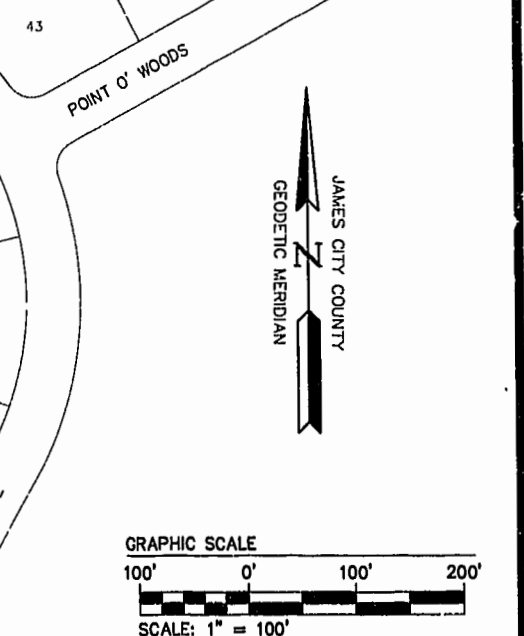 43
POINT O' WOODS
JAMES CITY COUNTY
GEODETIC MERIDIAN
N
GRAPHIC SCALE
100' 0' 100' 200'
SCALE: 1" = 100'